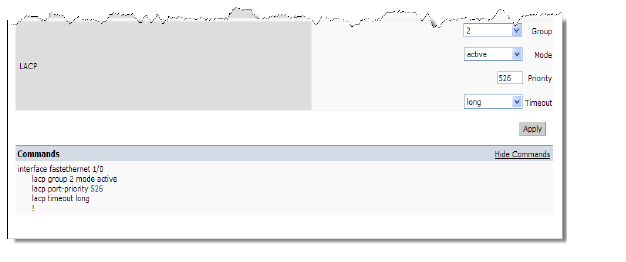 2 Group
LACP
active Mode
526 Priority
long Timeout
Apply
Commands Hide Commands
interface fastethernet 1/0
lacp group 2 mode active
lacp port-priority 526
lacp timeout long
!